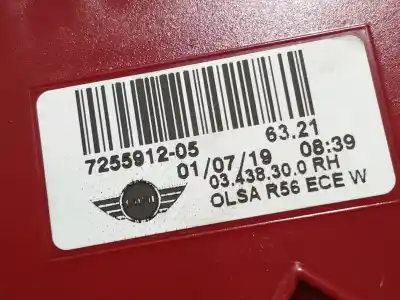 7255912-05 63.21
01/07/19 08:39
03.438.30.0 RH
OLSA R56 ECE W